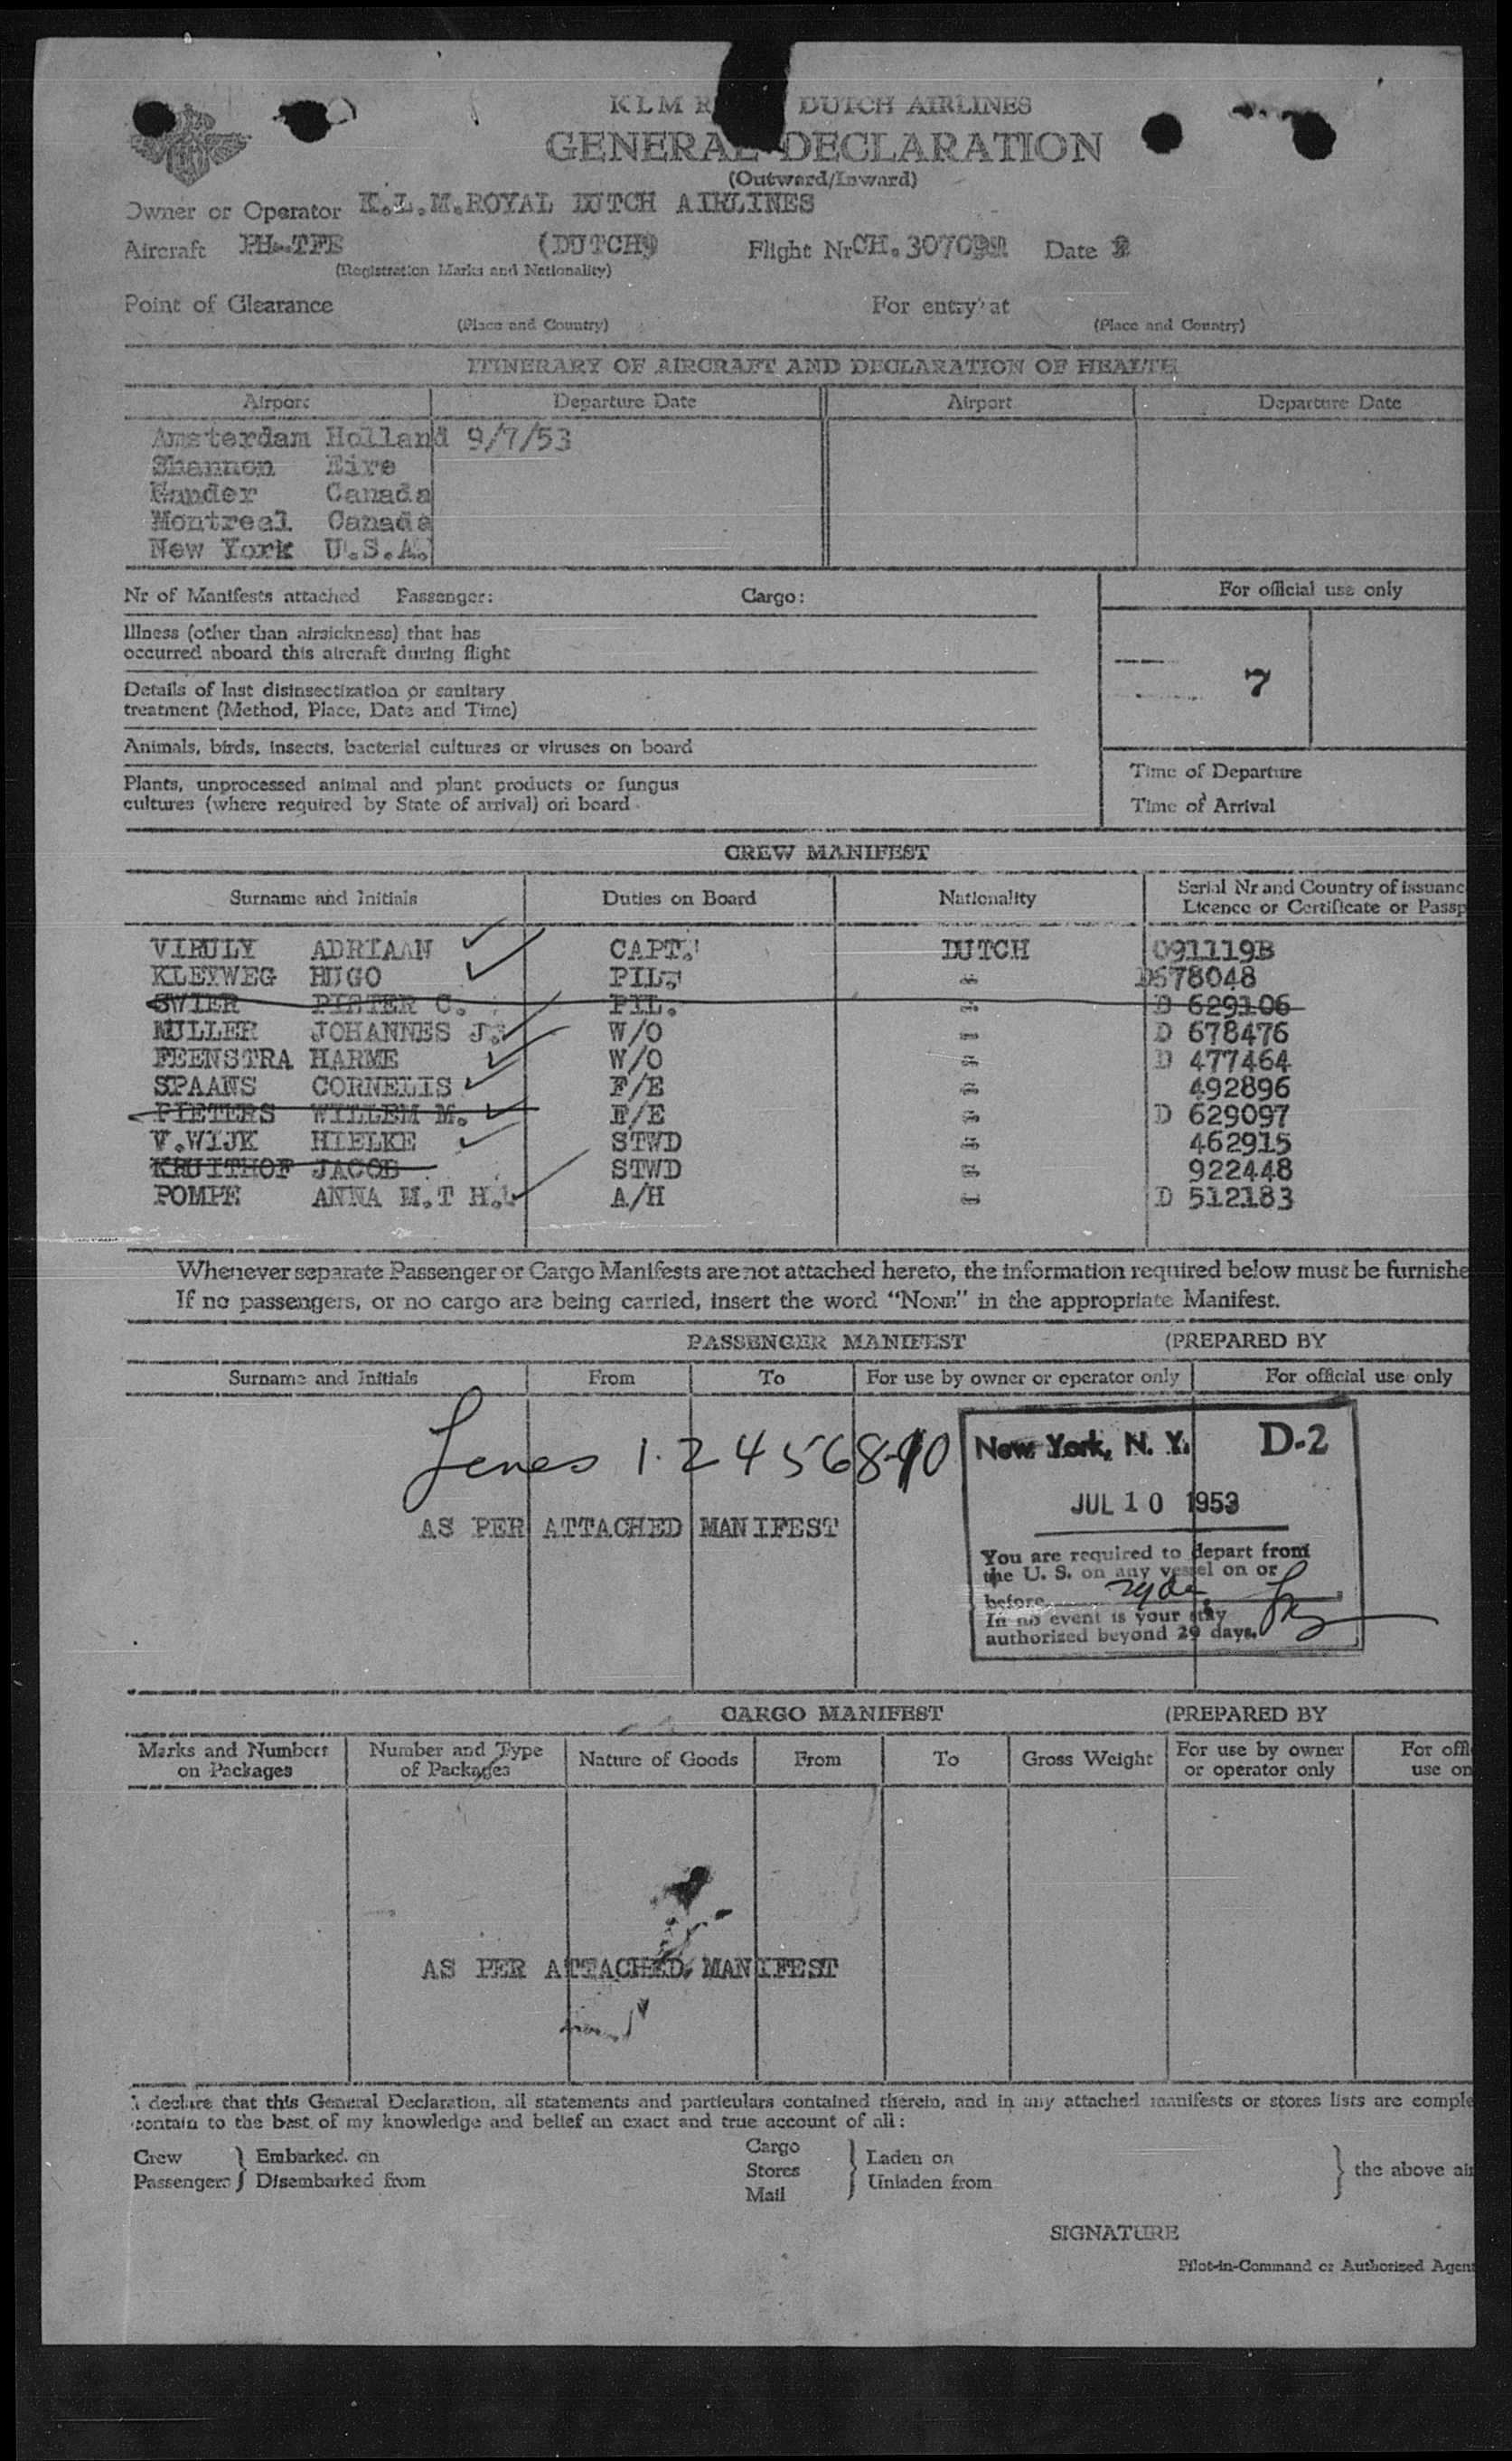 KLM R DUTCH AIRLINES
GENERAL DECLARATION
(Outward/Inward)
Owner or Operator K.L.M.ROYAL DUTCH AIRLINES
Aircraft PH-TFE (DUTCH) Flight Nr CH.307 Date
(Registration Marks and Nationality)
Point of Clearance For entry at
(Place and Country) (Place and Country)
ITINERARY OF AIRCRAFT AND DECLARATION OF HEALTH
Airport Departure Date Airport Departure Date
Amsterdam Holland 9/7/53
Shannon Eire
Gander Canada
Montreal Canada
New York U.S.A.
Nr of Manifests attached Passenger: Cargo: For official use only
Illness (other than airsickness) that has
occurred aboard this aircraft during flight
7
Details of last disinsectization or sanitary
treatment (Method, Place, Date and Time)
Animals, birds, insects, bacterial cultures or viruses on board
Plants, unprocessed animal and plant products or fungus
cultures (where required by State of arrival) on board
Time of Departure
Time of Arrival
CREW MANIFEST
Surname and Initials Duties on Board Nationality Serial Nr and Country of issuanc
Licence or Certificate or Passp
VIRULY ADRIAAN CAPT. DUTCH 091119B
KLEYWEG HUGO PIL. " D678048
SWIER PIETER C. PIL. " D 629106
MULLER JOHANNES J. W/O " D 678476
FEENSTRA HARME W/O " D 477464
SPAANS CORNELIS F/E " 492896
PIETERS WILLEM M. F/E " D 629097
V.WIJK HIELKE STWD " 462915
KRUITHOF JACOB STWD " 922448
POMPE ANNA M.T H. A/H " D 512183
Whenever separate Passenger or Cargo Manifests are not attached hereto, the information required below must be furnishe
If no passengers, or no cargo are being carried, insert the word "NONE" in the appropriate Manifest.
PASSENGER MANIFEST (PREPARED BY
Surname and Initials From To For use by owner or operator only For official use only
Lines 1.2 4 5 6 8-10
AS PER ATTACHED MANIFEST
New York, N. Y. D-2
JUL 10 1953
You are required to depart from
the U. S. on any vessel on or
before
In no event is your stay
authorized beyond 29 days.
CARGO MANIFEST (PREPARED BY
Marks and Numbers on Packages Number and Type of Packages Nature of Goods From To Gross Weight For use by owner or operator only For offi
use on
AS PER ATTACHED MANIFEST
I declare that this General Declaration, all statements and particulars contained therein, and in any attached manifests or stores lists are comple
contain to the best of my knowledge and belief an exact and true account of all:
Crew } Embarked on
Passengers } Disembarked from
Cargo
Stores
Mail
} Laden on
Unladen from
} the above air
SIGNATURE
Pilot-in-Command or Authorized Agent